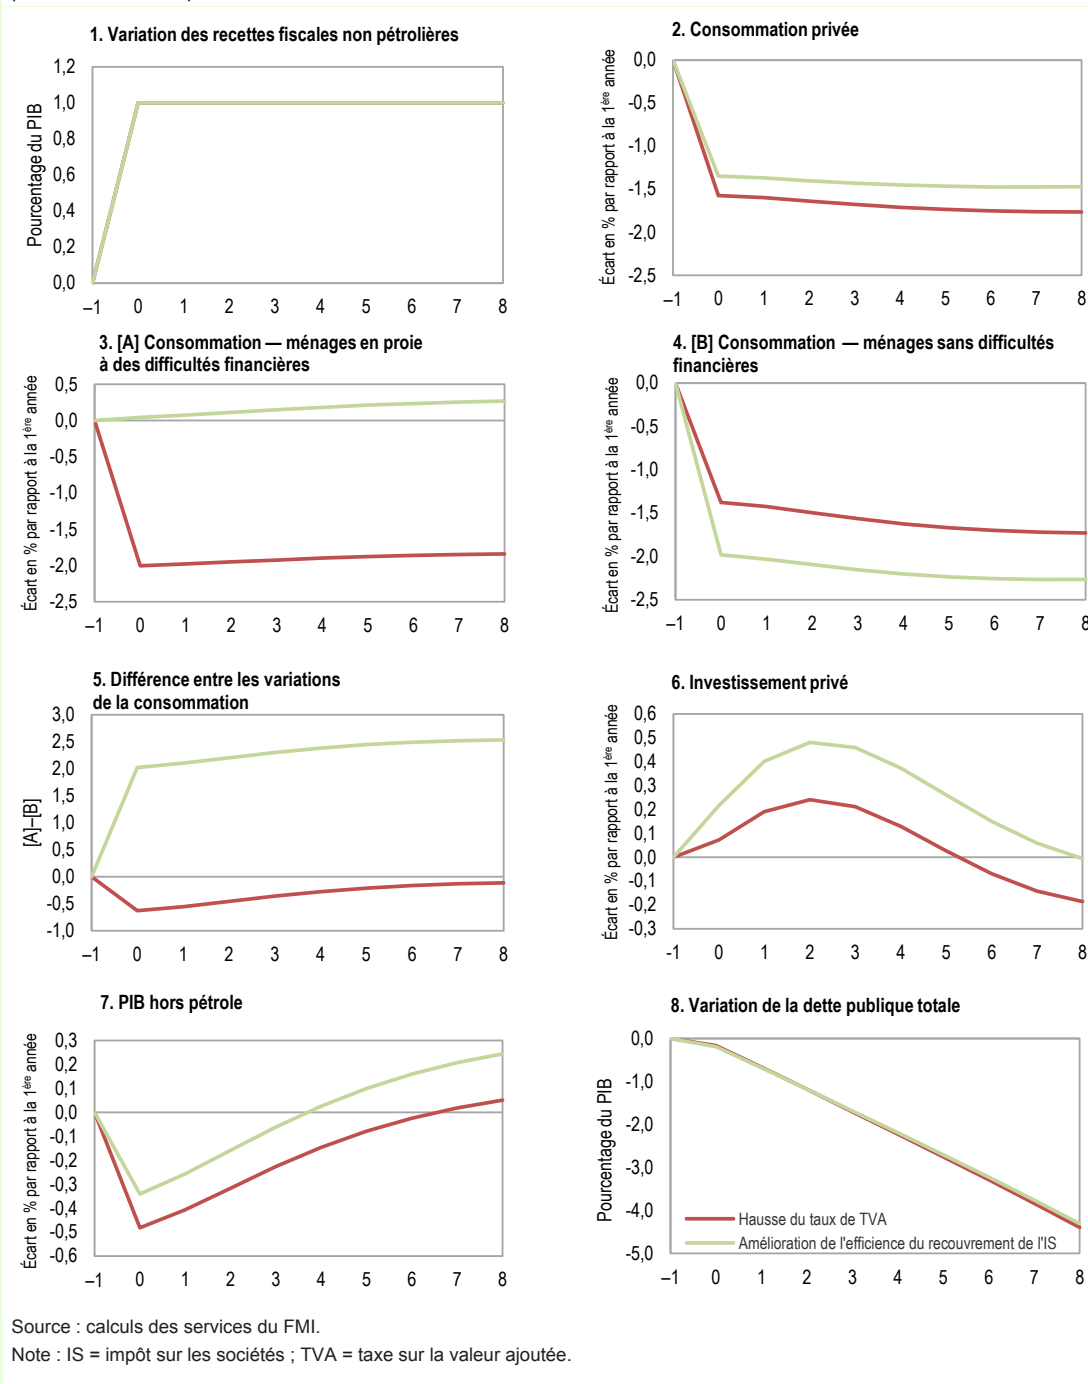 1. Variation des recettes fiscales non pétrolières
Pourcentage du PIB
1,2
1,0
0,8
0,6
0,4
0,2
0,0
–1 0 1 2 3 4 5 6 7 8
2. Consommation privée
Écart en % par rapport à la 1ère année
0,0
-0,5
-1,0
-1,5
-2,0
-2,5
–1 0 1 2 3 4 5 6 7 8
3. [A] Consommation — ménages en proie
à des difficultés financières
Écart en % par rapport à la 1ère année
0,5
0,0
-0,5
-1,0
-1,5
-2,0
-2,5
–1 0 1 2 3 4 5 6 7 8
4. [B] Consommation — ménages sans difficultés
financières
Écart en % par rapport à la 1ère année
0,0
-0,5
-1,0
-1,5
-2,0
-2,5
–1 0 1 2 3 4 5 6 7 8
5. Différence entre les variations
de la consommation
[A]–[B]
3,0
2,5
2,0
1,5
1,0
0,5
0,0
-0,5
-1,0
–1 0 1 2 3 4 5 6 7 8
6. Investissement privé
Écart en % par rapport à la 1ère année
0,6
0,5
0,4
0,3
0,2
0,1
0,0
-0,1
-0,2
-0,3
-1 0 1 2 3 4 5 6 7 8
7. PIB hors pétrole
Écart en % par rapport à la 1ère année
0,3
0,2
0,1
0,0
-0,1
-0,2
-0,3
-0,4
-0,5
-0,6
–1 0 1 2 3 4 5 6 7 8
8. Variation de la dette publique totale
Pourcentage du PIB
0,0
-1,0
-2,0
-3,0
-4,0
-5,0
Hausse du taux de TVA
Amélioration de l'efficience du recouvrement de l'IS
–1 0 1 2 3 4 5 6 7 8
Source : calculs des services du FMI.
Note : IS = impôt sur les sociétés ; TVA = taxe sur la valeur ajoutée.